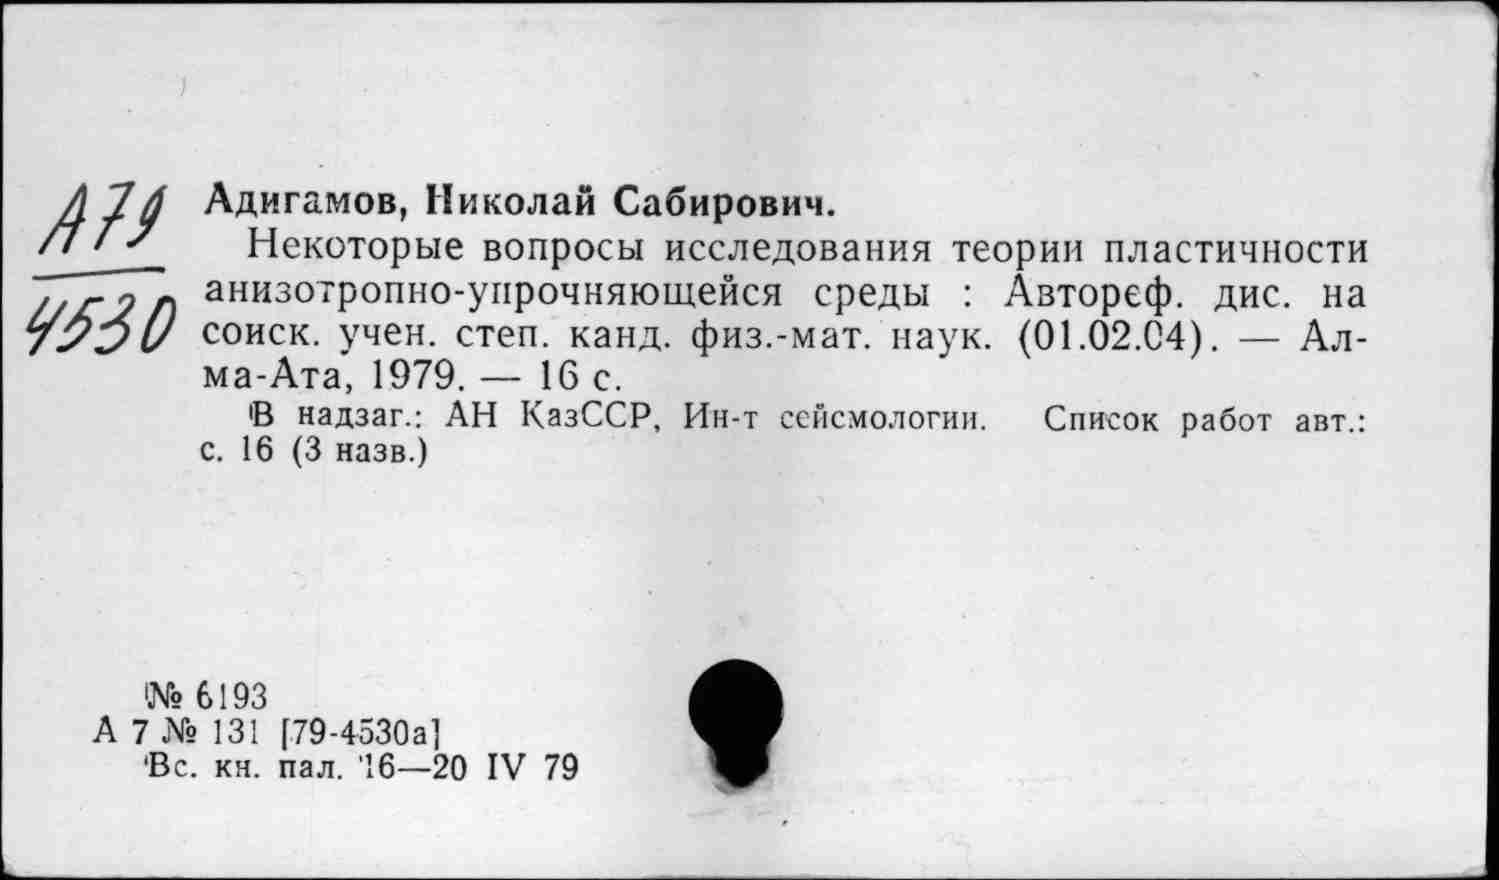 А79
4530
Адигамов, Николай Сабирович.
Некоторые вопросы исследования теории пластичности
анизотропно-упрочняющейся среды : Автореф. дис. на
соиск. учен. степ. канд. физ.-мат. наук. (01.02.04). — Ал-
ма-Ата, 1979. — 16 с.
В надзаг.: АН КазССР, Ин-т сейсмологии. Список работ авт.:
с. 16 (3 назв.)
№ 6193
А 7 № 131 [79-4530а]
Вс. кн. пал. 16—20 IV 79